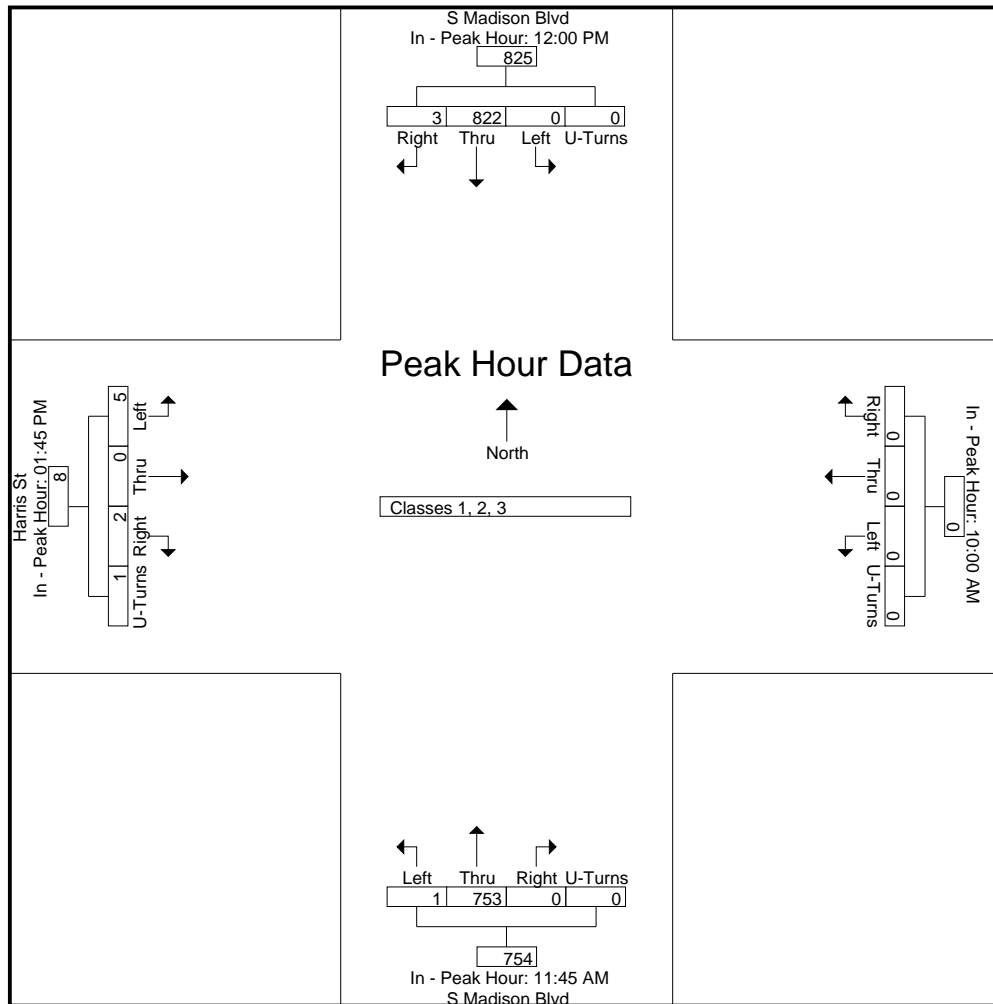 S Madison Blvd
In - Peak Hour: 12:00 PM
825
3 822 0 0
Right Thru Left U-Turns
Peak Hour Data
North
Classes 1, 2, 3
Harris St
In - Peak Hour: 01:45 PM
8
5 0 2 1
Left Thru Right U-Turns
Right Thru Left U-Turns
0 0 0 0
0
In - Peak Hour: 10:00 AM
Left Thru Right U-Turns
1 753 0 0
754
In - Peak Hour: 11:45 AM
S Madison Blvd